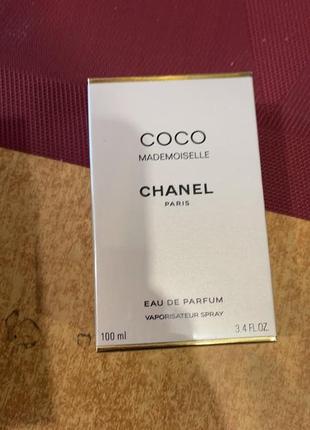 COCO
MADEMOISELLE
CHANEL
PARIS
EAU DE PARFUM
VAPORISATEUR SPRAY
100 ml 3.4 FL.OZ.